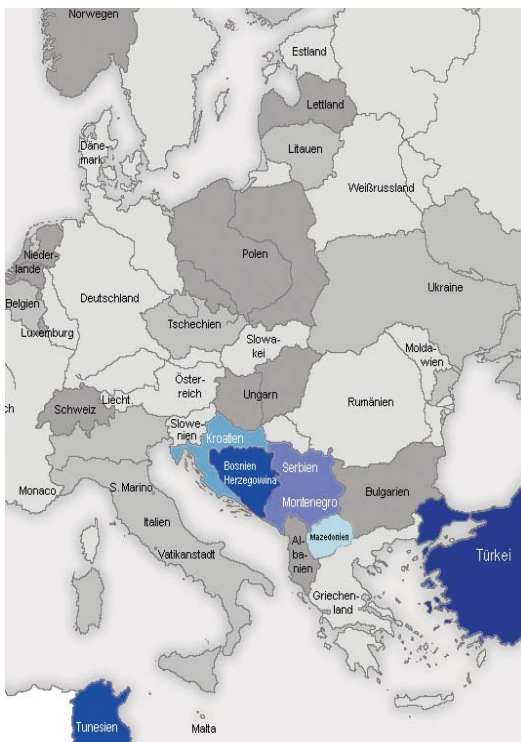 Norwegen
Estland
Lettland
Däne-
mark
Litauen
Weißrussland
Nieder-
lande
Polen
Belgien
Deutschland
Ukraine
Luxemburg
Tschechien
Slowa-
kei
Molda-
wien
Öster-
reich
Liecht.
Schweiz
Ungarn
Rumänien
ch
Slowe-
nien
Kroatien
Bosnien
Herzegowina
Serbien
Montenegro
Monaco
S. Marino
Bulgarien
Italien
Mazedonien
Al-
ba-
nien
Vatikanstadt
Türkei
Griechen-
land
Tunesien
Malta